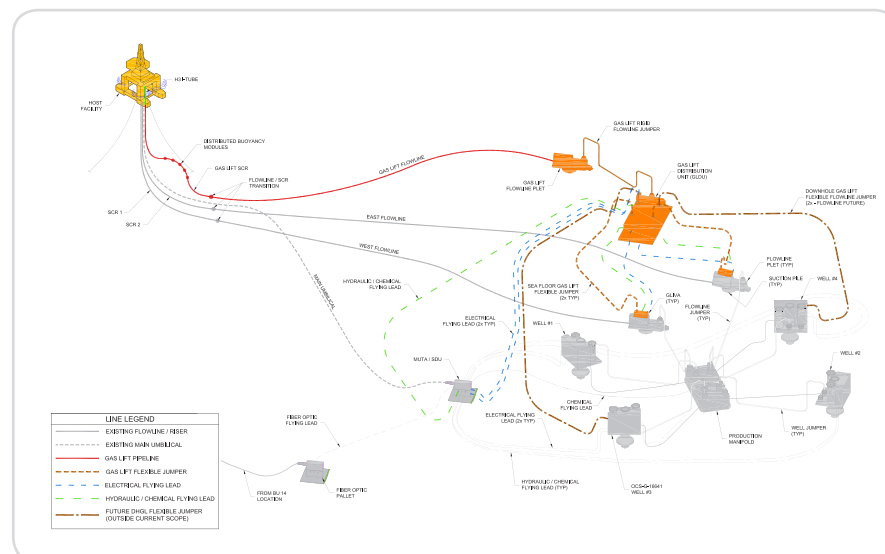 H31-TUBE
HOST
FACILITY
DISTRIBUTED BUOYANCY
MODULES
GAS LIFT SCR
FLOWLINE / SCR
TRANSITION
SCR 1
SCR 2
GAS LIFT FLOWLINE
EAST FLOWLINE
WEST FLOWLINE
MAIN UMBILICAL
GAS LIFT RIGID
FLOWLINE JUMPER
GAS LIFT
FLOWLINE PLET
GAS LIFT
DISTRIBUTION
UNIT (GLDU)
DOWNHOLE GAS LIFT
FLEXIBLE FLOWLINE JUMPER
(2x - FLOWLINE FUTURE)
HYDRAULIC / CHEMICAL
FLYING LEAD
SEA FLOOR GAS LIFT
FLEXIBLE JUMPER
(2x TYP)
FLOWLINE
PLET (TYP)
SUCTION PILE
(TYP)
WELL #4
GLIVA
(TYP)
FLOWLINE
JUMPER
(TYP)
ELECTRICAL
FLYING LEAD (2x TYP)
WELL #1
MUTA / SDU
WELL #2
CHEMICAL
FLYING LEAD
FIBER OPTIC
FLYING LEAD
ELECTRICAL FLYING
LEAD (2x TYP)
PRODUCTION
MANIFOLD
WELL JUMPER
(TYP)
FROM BU 14
LOCATION
FIBER OPTIC
PALLET
HYDRAULIC / CHEMICAL
FLYING LEAD (TYP)
OCS-G-18641
WELL #3
LINE LEGEND
EXISTING FLOWLINE / RISER
EXISTING MAIN UMBILICAL
GAS LIFT PIPELINE
GAS LIFT FLEXIBLE JUMPER
ELECTRICAL FLYING LEAD
HYDRAULIC / CHEMICAL FLYING LEAD
FUTURE DHGL FLEXIBLE JUMPER
(OUTSIDE CURRENT SCOPE)